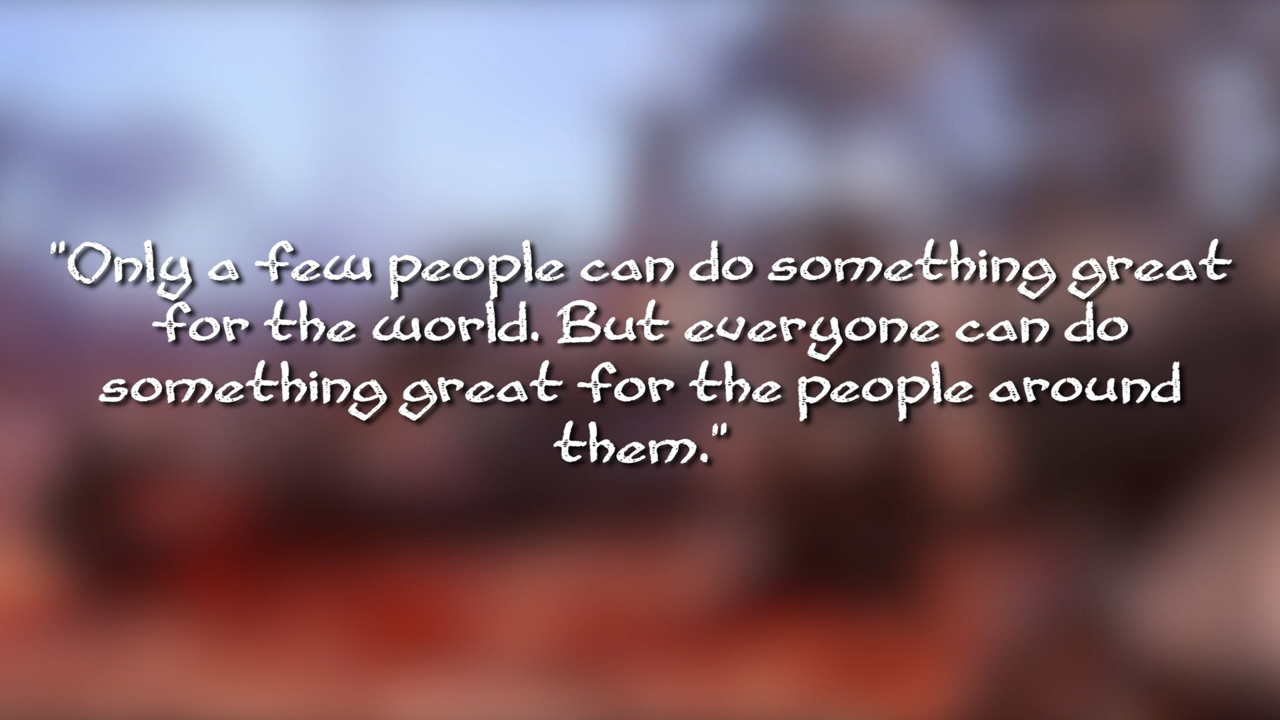 "Only a few people can do something great
for the world. But everyone can do
something great for the people around
them."